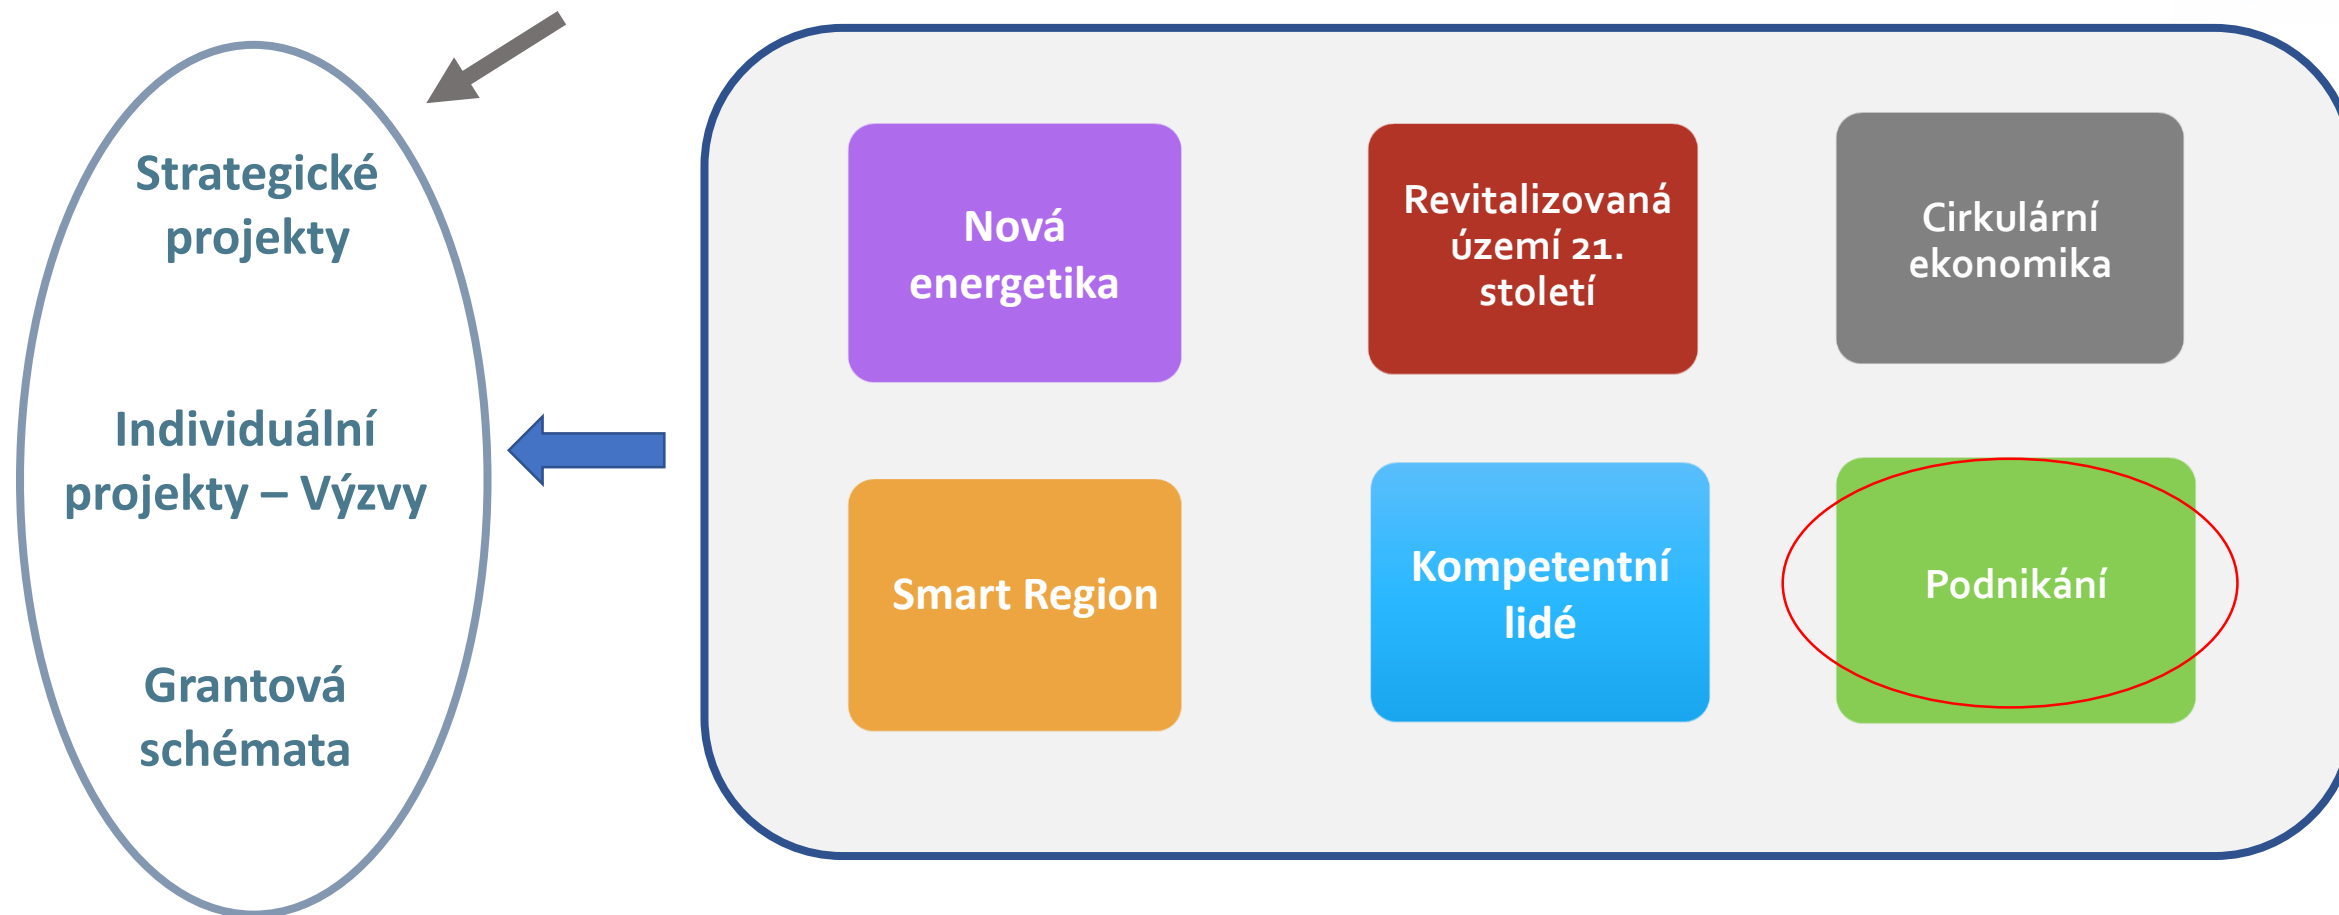 Strategické
projekty
Individuální
projekty – Výzvy
Grantová
schémata
Nová
energetika
Revitalizovaná
území 21.
století
Cirkulární
ekonomika
Smart Region
Kompetentní
lidé
Podnikání